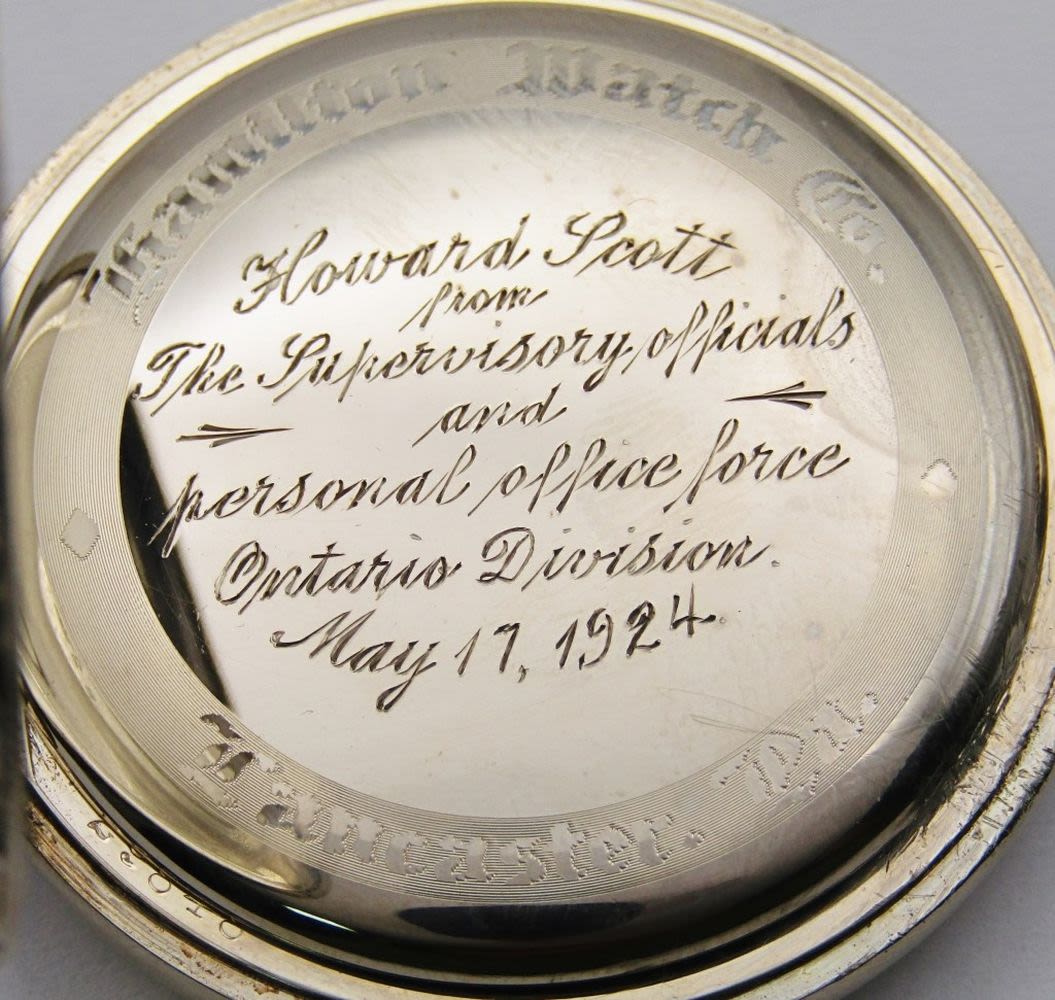 Hamilton Watch Co.
Howard Scott
from
The Supervisory officials
and
personal office force
Ontario Division.
May 17, 1924.
Lancaster. Pa.